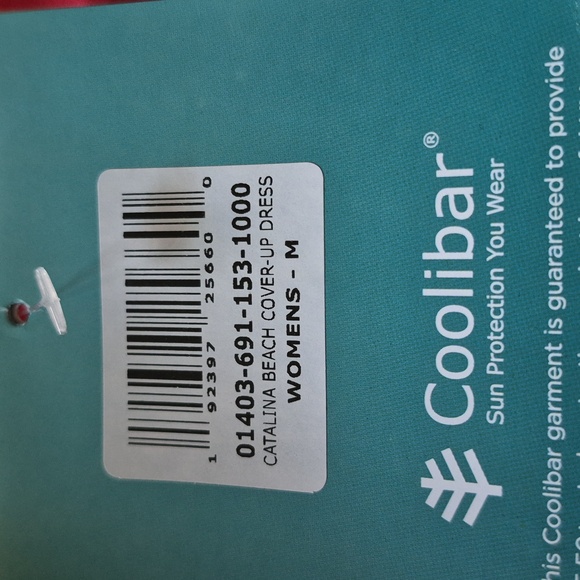 1 92397 25660 0
01403-691-153-1000
CATALINA BEACH COVER-UP DRESS
WOMENS - M
Coolibar®
Sun Protection You Wear
his Coolibar garment is guaranteed to provide